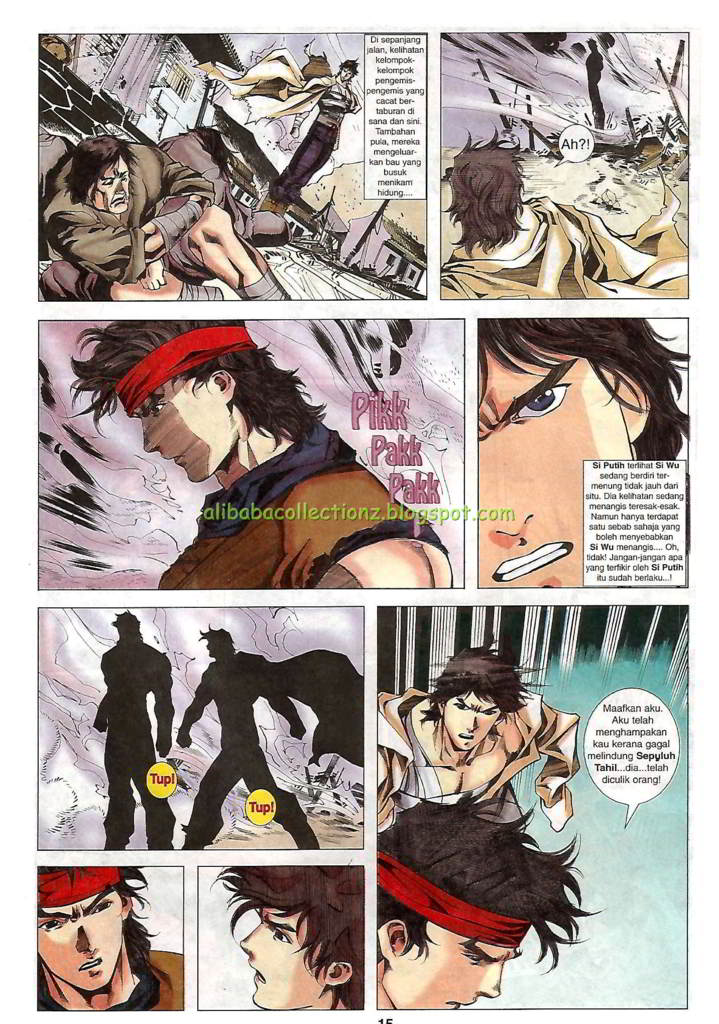 Di sepanjang
jalan, kelihatan
kelompok-
kelompok
pengemis-
pengemis yang
cacat ber-
taburan di
sana dan sini.
Tambahan
pula, mereka
mengeluar-
kan bau yang
busuk
menikam
hidung....
Ah?!
Pikk
Pakk
Pakk
alibabacollectionz.blogspot.com
Si Putih terlihat Si Wu
sedang berdiri ter-
menung tidak jauh dari
situ. Dia kelihatan sedang
menangis teresak-esak.
Namun hanya terdapat
satu sebab sahaja yang
boleh menyebabkan
Si Wu menangis.... Oh,
tidak! Jangan-jangan apa
yang terfikir oleh Si Putih
itu sudah berlaku...!
Tup!
Tup!
Maafkan aku.
Aku telah
menghampakan
kau kerana gagal
melindung Sepyluh
Tahil...dia...telah
diculik orang!
15